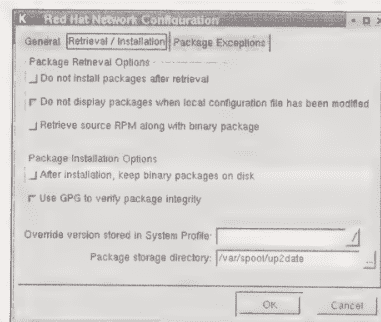 K Red Hat Network Configuration
General Retrieval / Installation Package Exceptions
Package Retrieval Options
Do not install packages after retrieval
Do not display packages when local configuration file has been modified
Retrieve source RPM along with binary package
Package Installation Options
After installation, keep binary packages on disk
Use GPG to verify package integrity
Override version stored in System Profile:
Package storage directory: /var/spool/up2date ...
OK Cancel